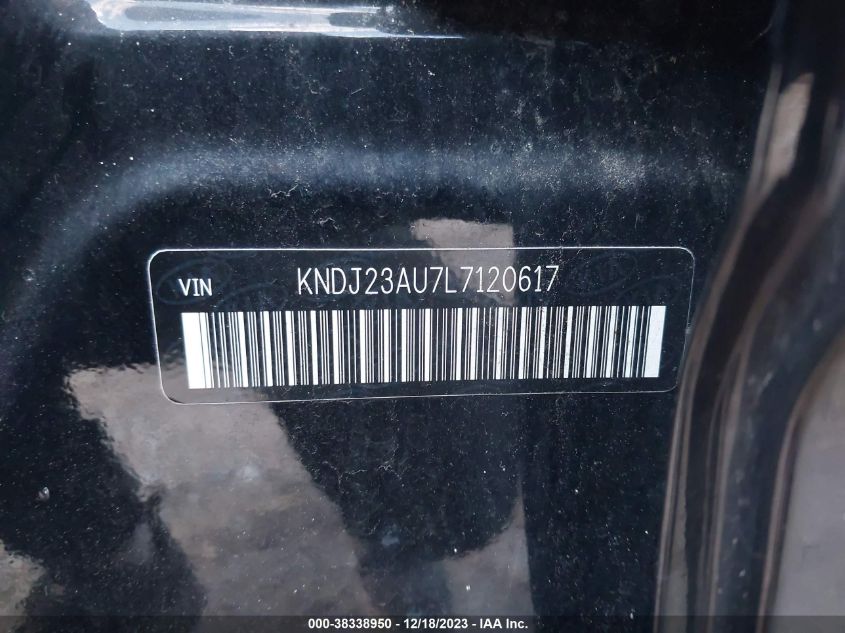 VIN KNDJ23AU7L7120617
000-38338950 - 12/18/2023 - IAA Inc.